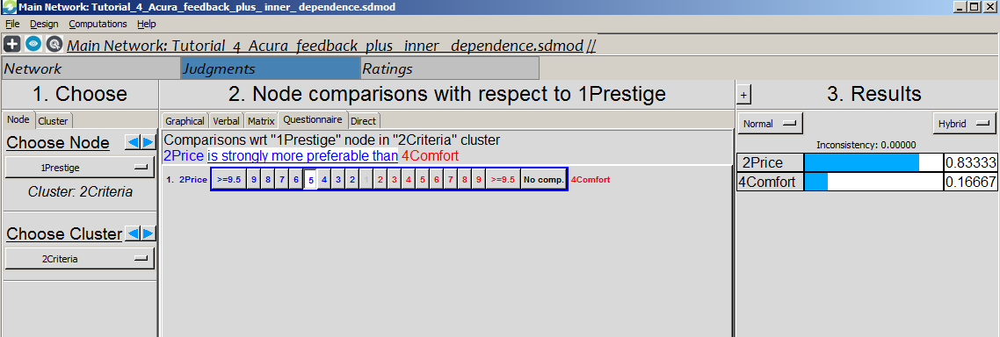 Main Network: Tutorial_4_Acura_feedback_plus_ inner_ dependence.sdmod
File Design Computations Help
Main Network: Tutorial_4_Acura_feedback_plus_ inner_ dependence.sdmod //
Network Judgments Ratings
1. Choose
Node Cluster
Choose Node
1Prestige
Cluster: 2Criteria
Choose Cluster
2Criteria
2. Node comparisons with respect to 1Prestige
Graphical Verbal Matrix Questionnaire Direct
Comparisons wrt "1Prestige" node in "2Criteria" cluster
2Price is strongly more preferable than 4Comfort
1. 2Price >=9.5 9 8 7 6 5 4 3 2 1 2 3 4 5 6 7 8 9 >=9.5 No comp. 4Comfort
+ 3. Results
Normal Hybrid
Inconsistency: 0.00000
2Price 0.83333
4Comfort 0.16667